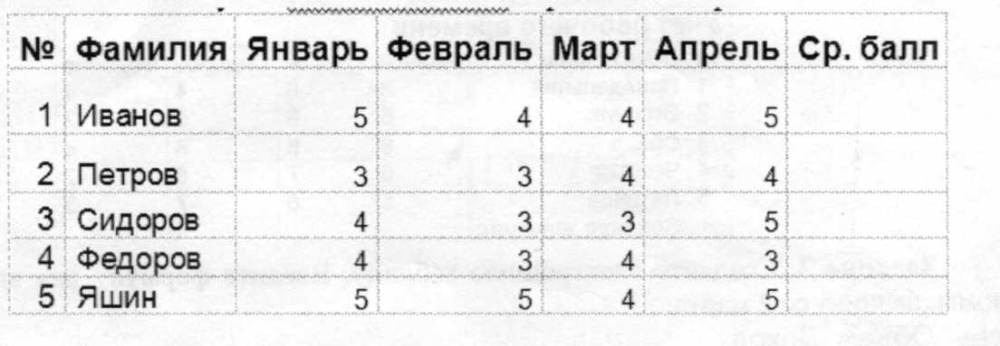 № Фамилия Январь Февраль Март Апрель Ср. балл
1 Иванов 5 4 4 5
2 Петров 3 3 4 4
3 Сидоров 4 3 3 5
4 Федоров 4 3 4 3
5 Яшин 5 5 4 5